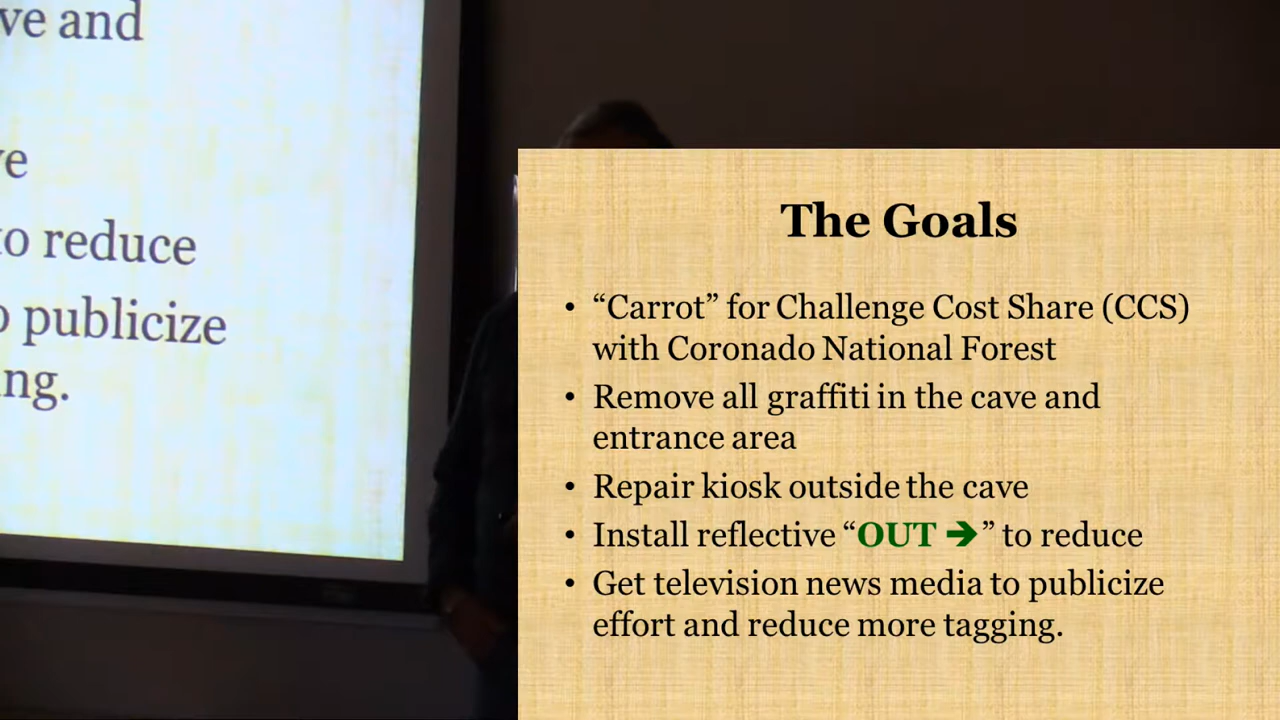 ve and
e
to reduce
publicize
ng.
The Goals
• “Carrot” for Challenge Cost Share (CCS)
with Coronado National Forest
• Remove all graffiti in the cave and
entrance area
• Repair kiosk outside the cave
• Install reflective “OUT ➔” to reduce
• Get television news media to publicize
effort and reduce more tagging.